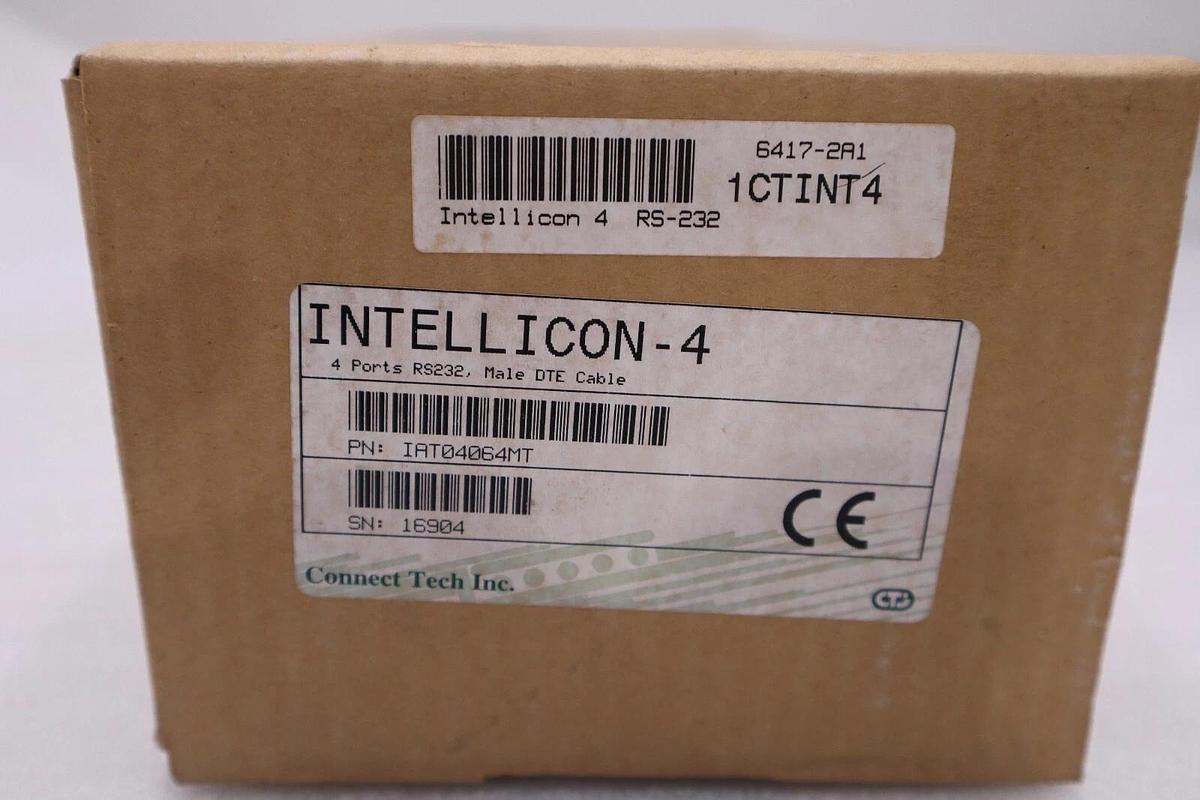 6417-2A1
1CTINT4
Intellicon 4 RS-232
INTELLICON-4
4 Ports RS232, Male DTE Cable
PN: IAT04064MT
SN: 16904
CE
Connect Tech Inc.
CTI